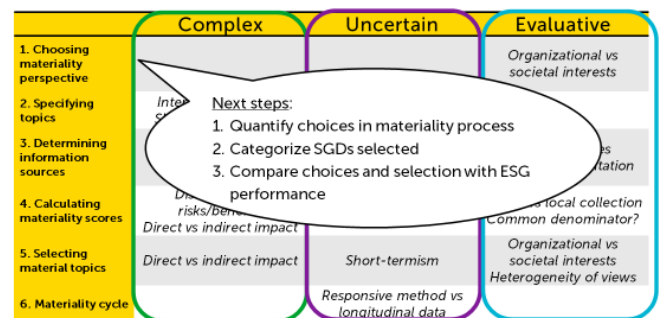 Complex
Uncertain
Evaluative
1. Choosing
materiality
perspective
Organizational vs
societal interests
2. Specifying
topics
Next steps:
1. Quantify choices in materiality process
2. Categorize SGDs selected
3. Compare choices and selection with ESG
performance
3. Determining
information
sources
4. Calculating
materiality scores
risks/
Direct vs indirect impact
local collection
Common denominator?
5. Selecting
material topics
Direct vs indirect impact
Short-termism
Organizational vs
societal interests
Heterogeneity of views
6. Materiality cycle
Responsive method vs
longitudinal data